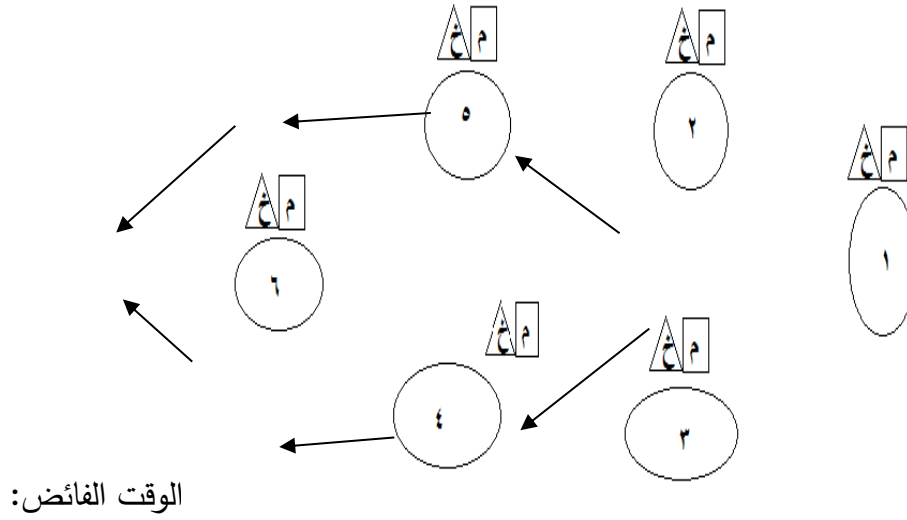 م خ
م خ
٥
٢
م خ
م خ
١
٦
م خ
م خ
٤
٣
الوقت الفائض: